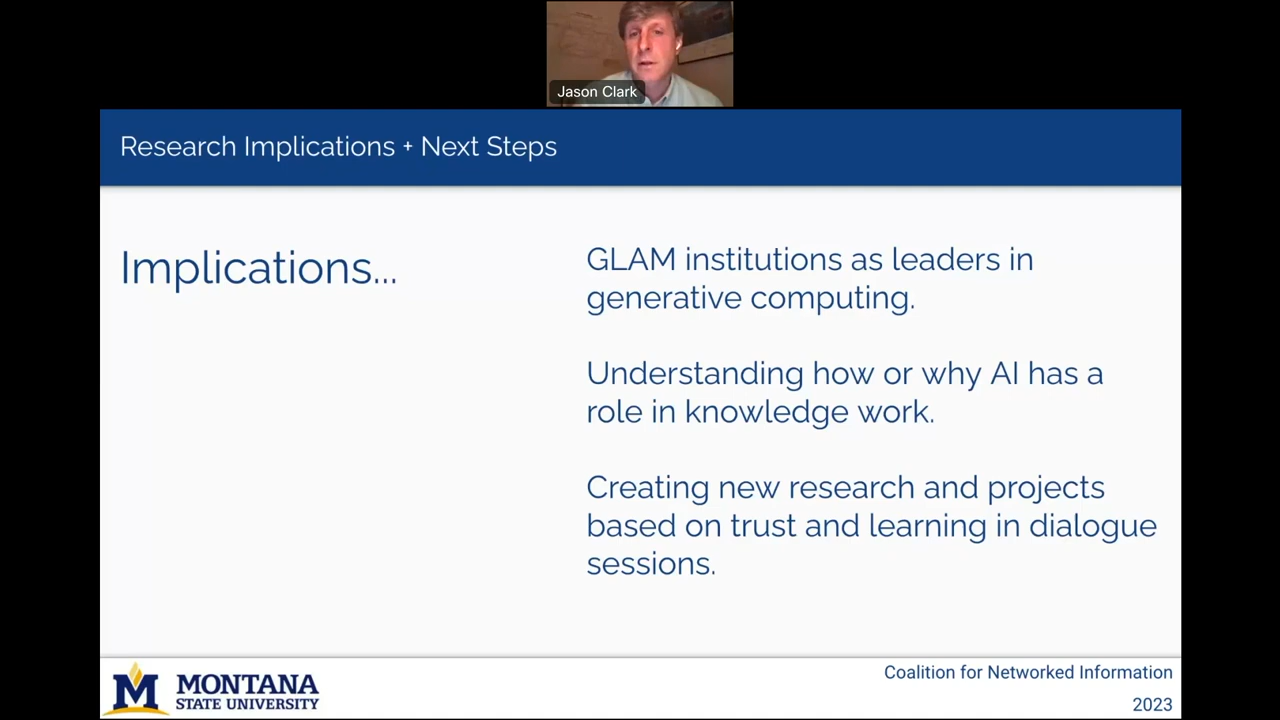 Jason Clark
Research Implications + Next Steps
Implications...
GLAM institutions as leaders in
generative computing.
Understanding how or why AI has a
role in knowledge work.
Creating new research and projects
based on trust and learning in dialogue
sessions.
M MONTANA
STATE UNIVERSITY
Coalition for Networked Information
2023